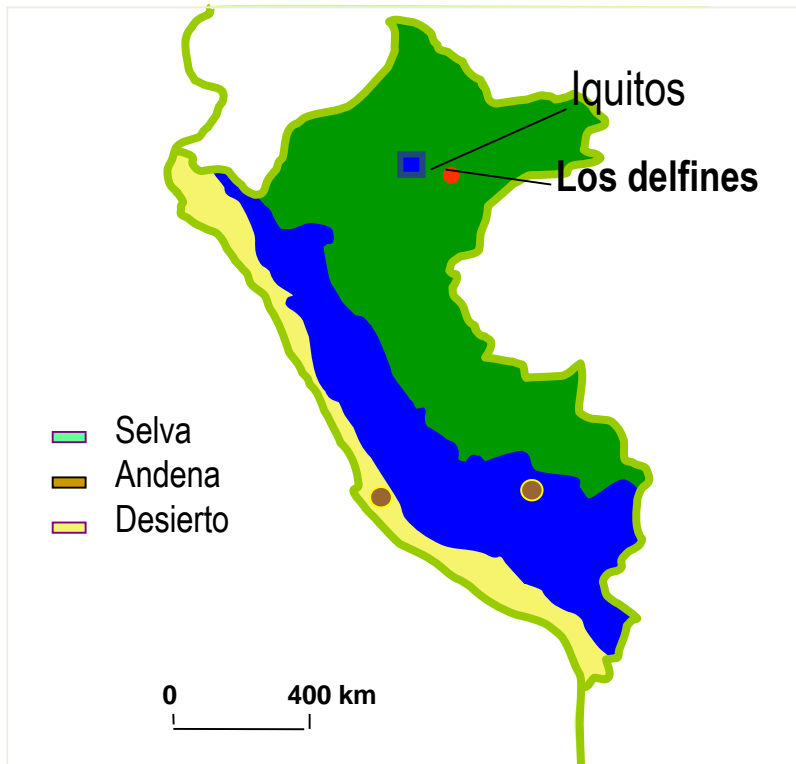 Iquitos
Los delfines
Selva
Andena
Desierto
0 400 km